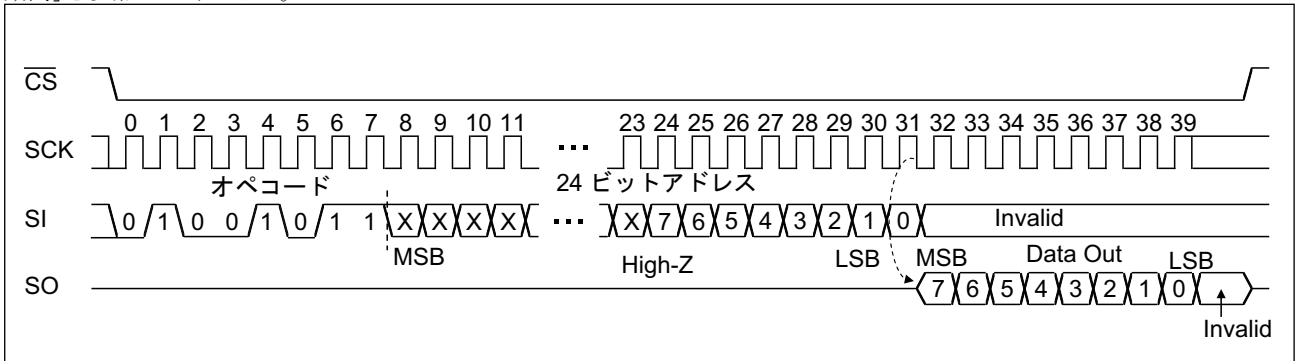 CS
0 1 2 3 4 5 6 7 8 9 10 11 23 24 25 26 27 28 29 30 31 32 33 34 35 36 37 38 39
SCK ...
オペコード 24 ビットアドレス
SI 0 1 0 0 1 0 1 1 X X X X ... X 7 6 5 4 3 2 1 0 Invalid
MSB High-Z LSB MSB Data Out LSB
SO 7 6 5 4 3 2 1 0
Invalid